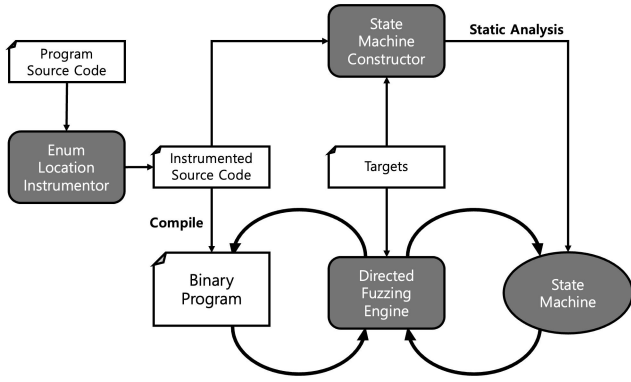 State
Machine
Constructor
Static Analysis
Program
Source Code
Enum
Location
Instrumentor
Instrumented
Source Code
Targets
Compile
Binary
Program
Directed
Fuzzing
Engine
State
Machine